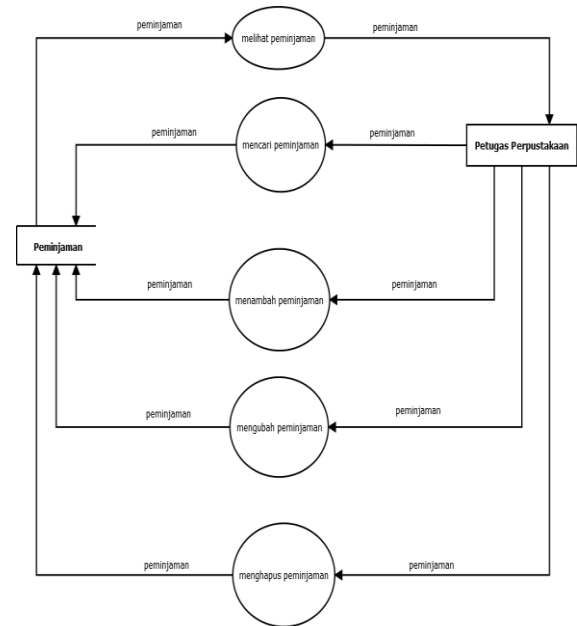 peminjaman
melihat peminjaman
peminjaman
peminjaman
mencari peminjaman
peminjaman
Petugas Perpustakaan
Peminjaman
peminjaman
menambah peminjaman
peminjaman
peminjaman
mengubah peminjaman
peminjaman
peminjaman
menghapus peminjaman
peminjaman